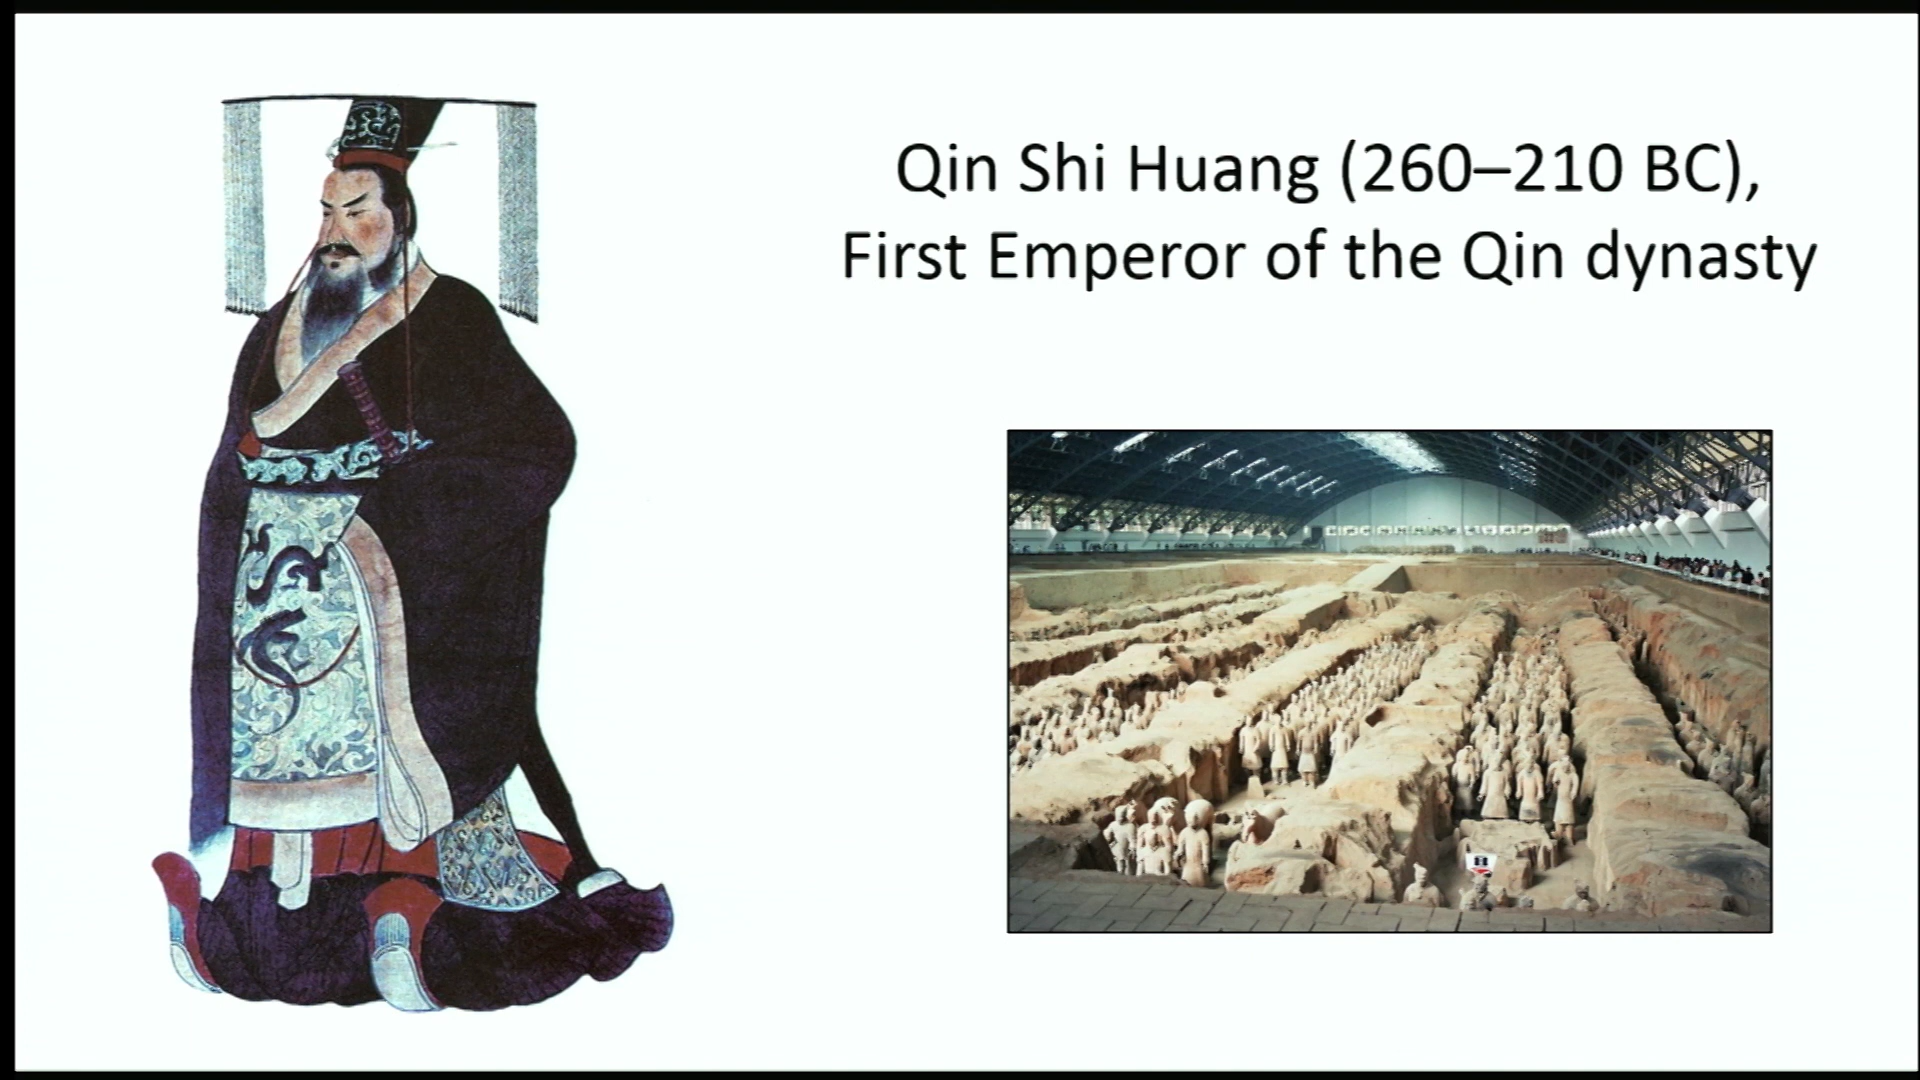 Qin Shi Huang (260–210 BC),
First Emperor of the Qin dynasty